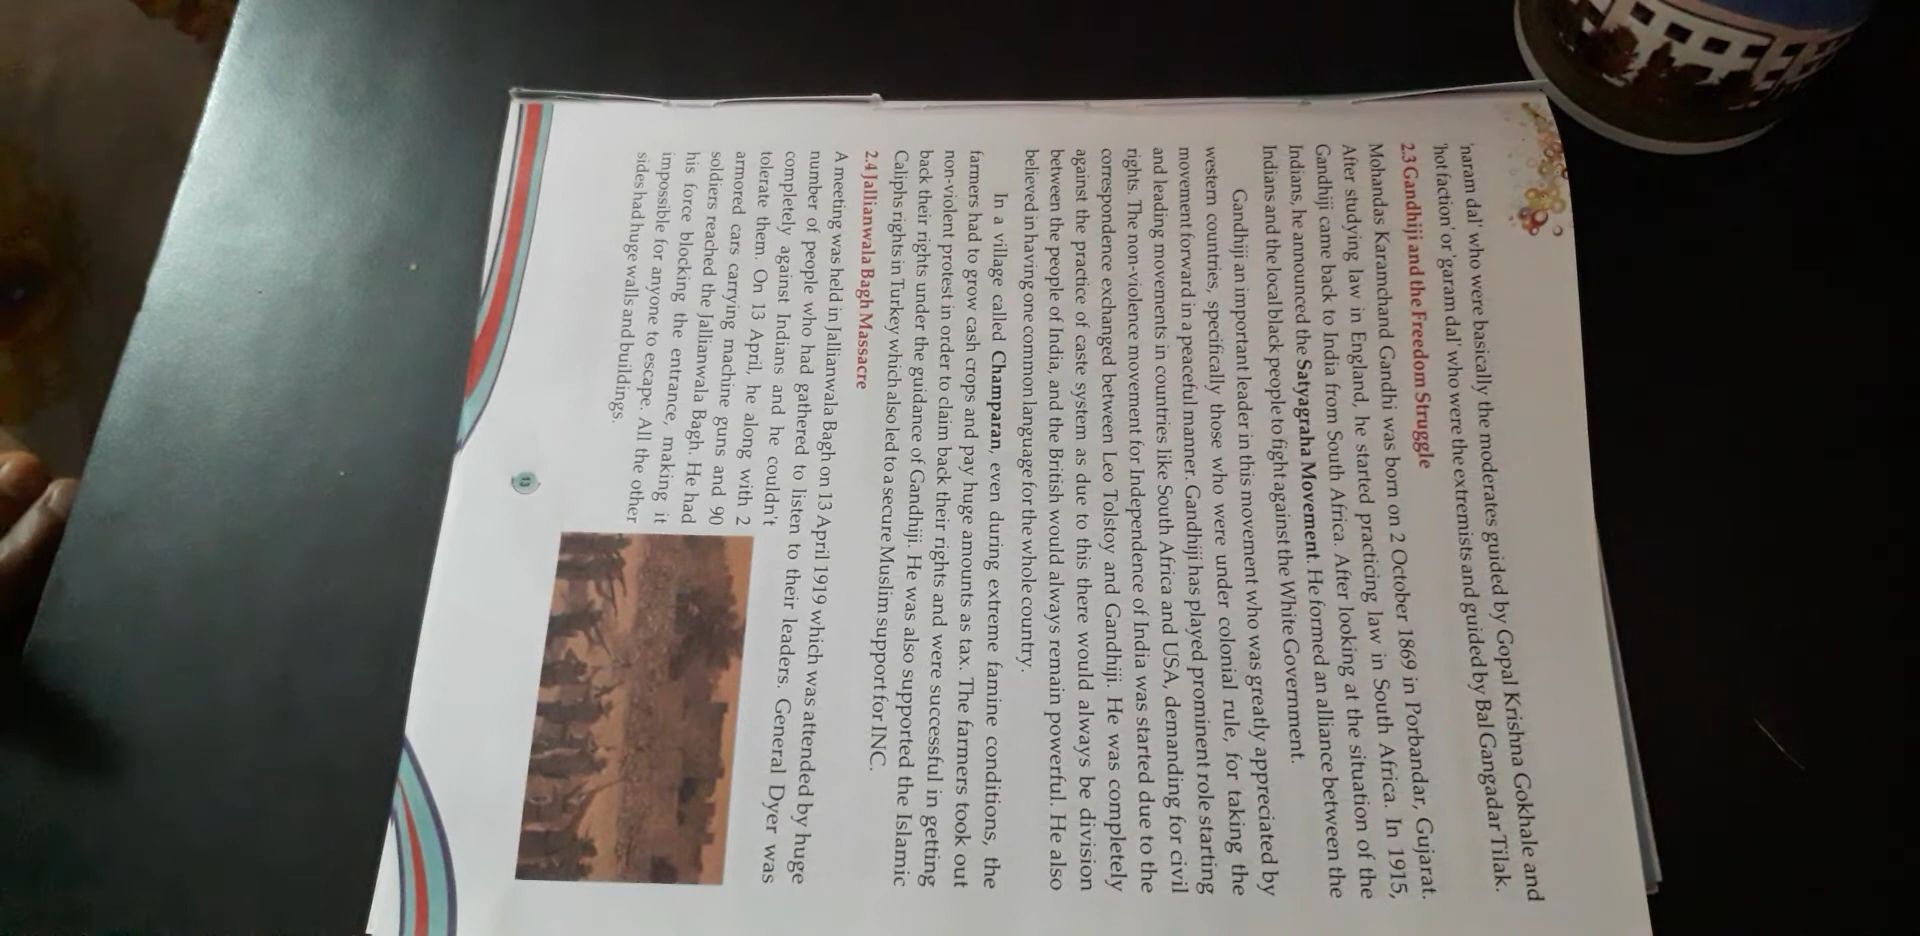 'naram dal' who were basically the moderates guided by Gopal Krishna Gokhale and
'hot faction' or 'garam dal' who were the extremists and guided by Bal Gangadar Tilak.
2.3 Gandhiji and the Freedom Struggle
Mohandas Karamchand Gandhi was born on 2 October 1869 in Porbandar, Gujarat.
After studying law in England, he started practicing law in South Africa. In 1915,
Gandhiji came back to India from South Africa. After looking at the situation of the
Indians, he announced the Satyagraha Movement. He formed an alliance between the
Indians and the local black people to fight against the White Government.
Gandhiji an important leader in this movement who was greatly appreciated by
western countries, specifically those who were under colonial rule, for taking the
movement forward in a peaceful manner. Gandhiji has played prominent role starting
and leading movements in countries like South Africa and USA, demanding for civil
rights. The non-violence movement for Independence of India was started due to the
correspondence exchanged between Leo Tolstoy and Gandhiji. He was completely
against the practice of caste system as due to this there would always be division
between the people of India, and the British would always remain powerful. He also
believed in having one common language for the whole country.
In a village called Champaran, even during extreme famine conditions, the
farmers had to grow cash crops and pay huge amounts as tax. The farmers took out
non-violent protest in order to claim back their rights and were successful in getting
back their rights under the guidance of Gandhiji. He was also supported the Islamic
Caliphs rights in Turkey which also led to a secure Muslim support for INC.
2.4 Jallianwala Bagh Massacre
A meeting was held in Jallianwala Bagh on 13 April 1919 which was attended by huge
number of people who had gathered to listen to their leaders. General Dyer was
completely against Indians and he couldn't
tolerate them. On 13 April, he along with 2
armored cars carrying machine guns and 90
soldiers reached the Jallianwala Bagh. He had
his force blocking the entrance, making it
impossible for anyone to escape. All the other
sides had huge walls and buildings.
13